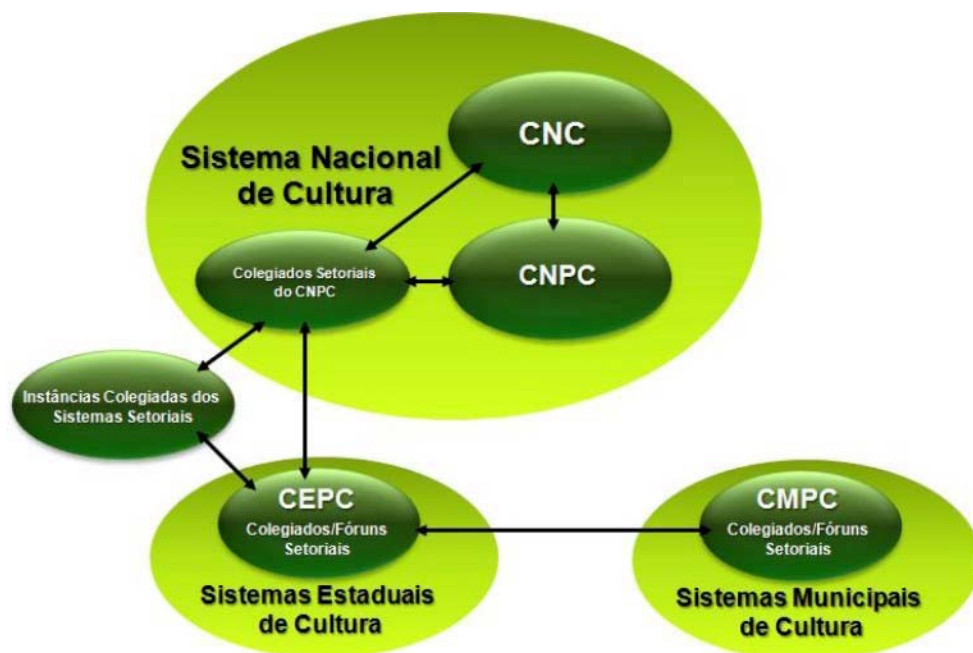 CNC
Sistema Nacional
de Cultura
Colegiados Setoriais
do CNPC
CNPC
Instâncias Colegiadas dos
Sistemas Setoriais
CEPC
Colegiados/Fóruns
Setoriais
Sistemas Estaduais
de Cultura
CMPC
Colegiados/Fóruns
Setoriais
Sistemas Municipais
de Cultura